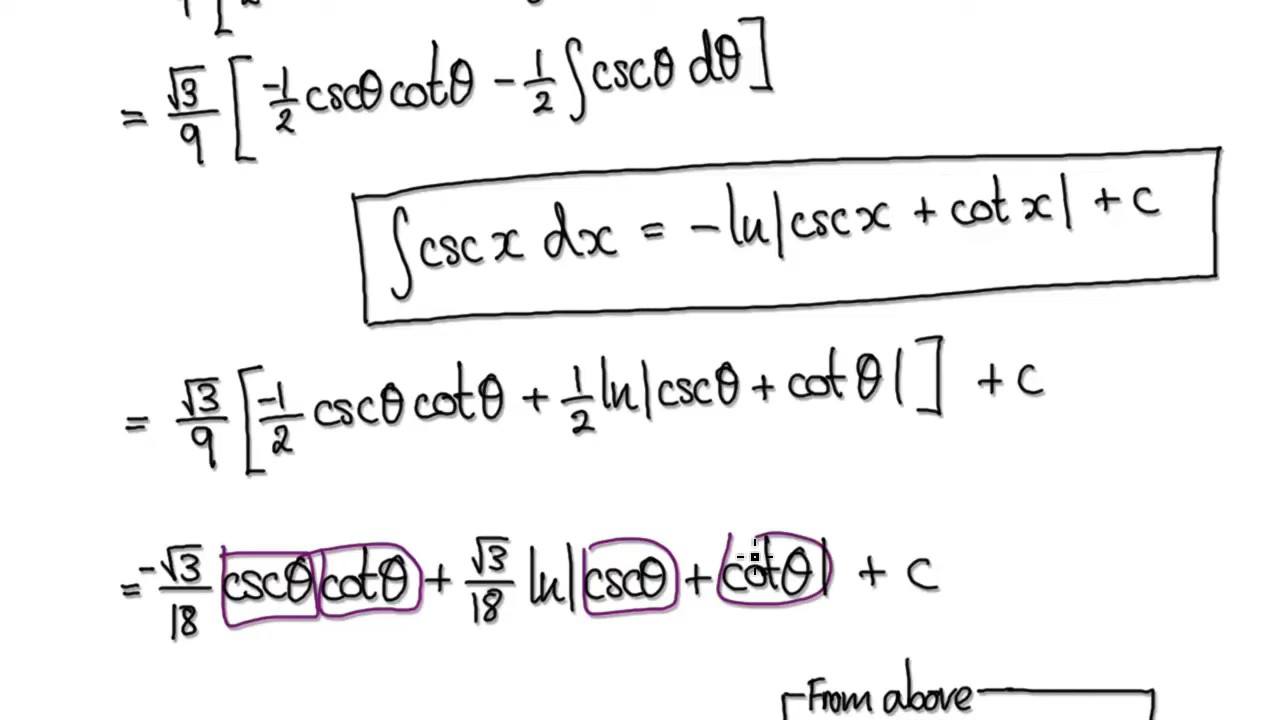 = √3/9 [ -1/2 cscθ cotθ - 1/2 ∫ cscθ dθ ]
∫ csc x dx = -ln|csc x + cot x| + c
= √3/9 [ -1/2 cscθ cotθ + 1/2 ln|cscθ + cotθ| ] + c
= -√3/18 cscθ cotθ + √3/18 ln|cscθ + cotθ| + c
From above